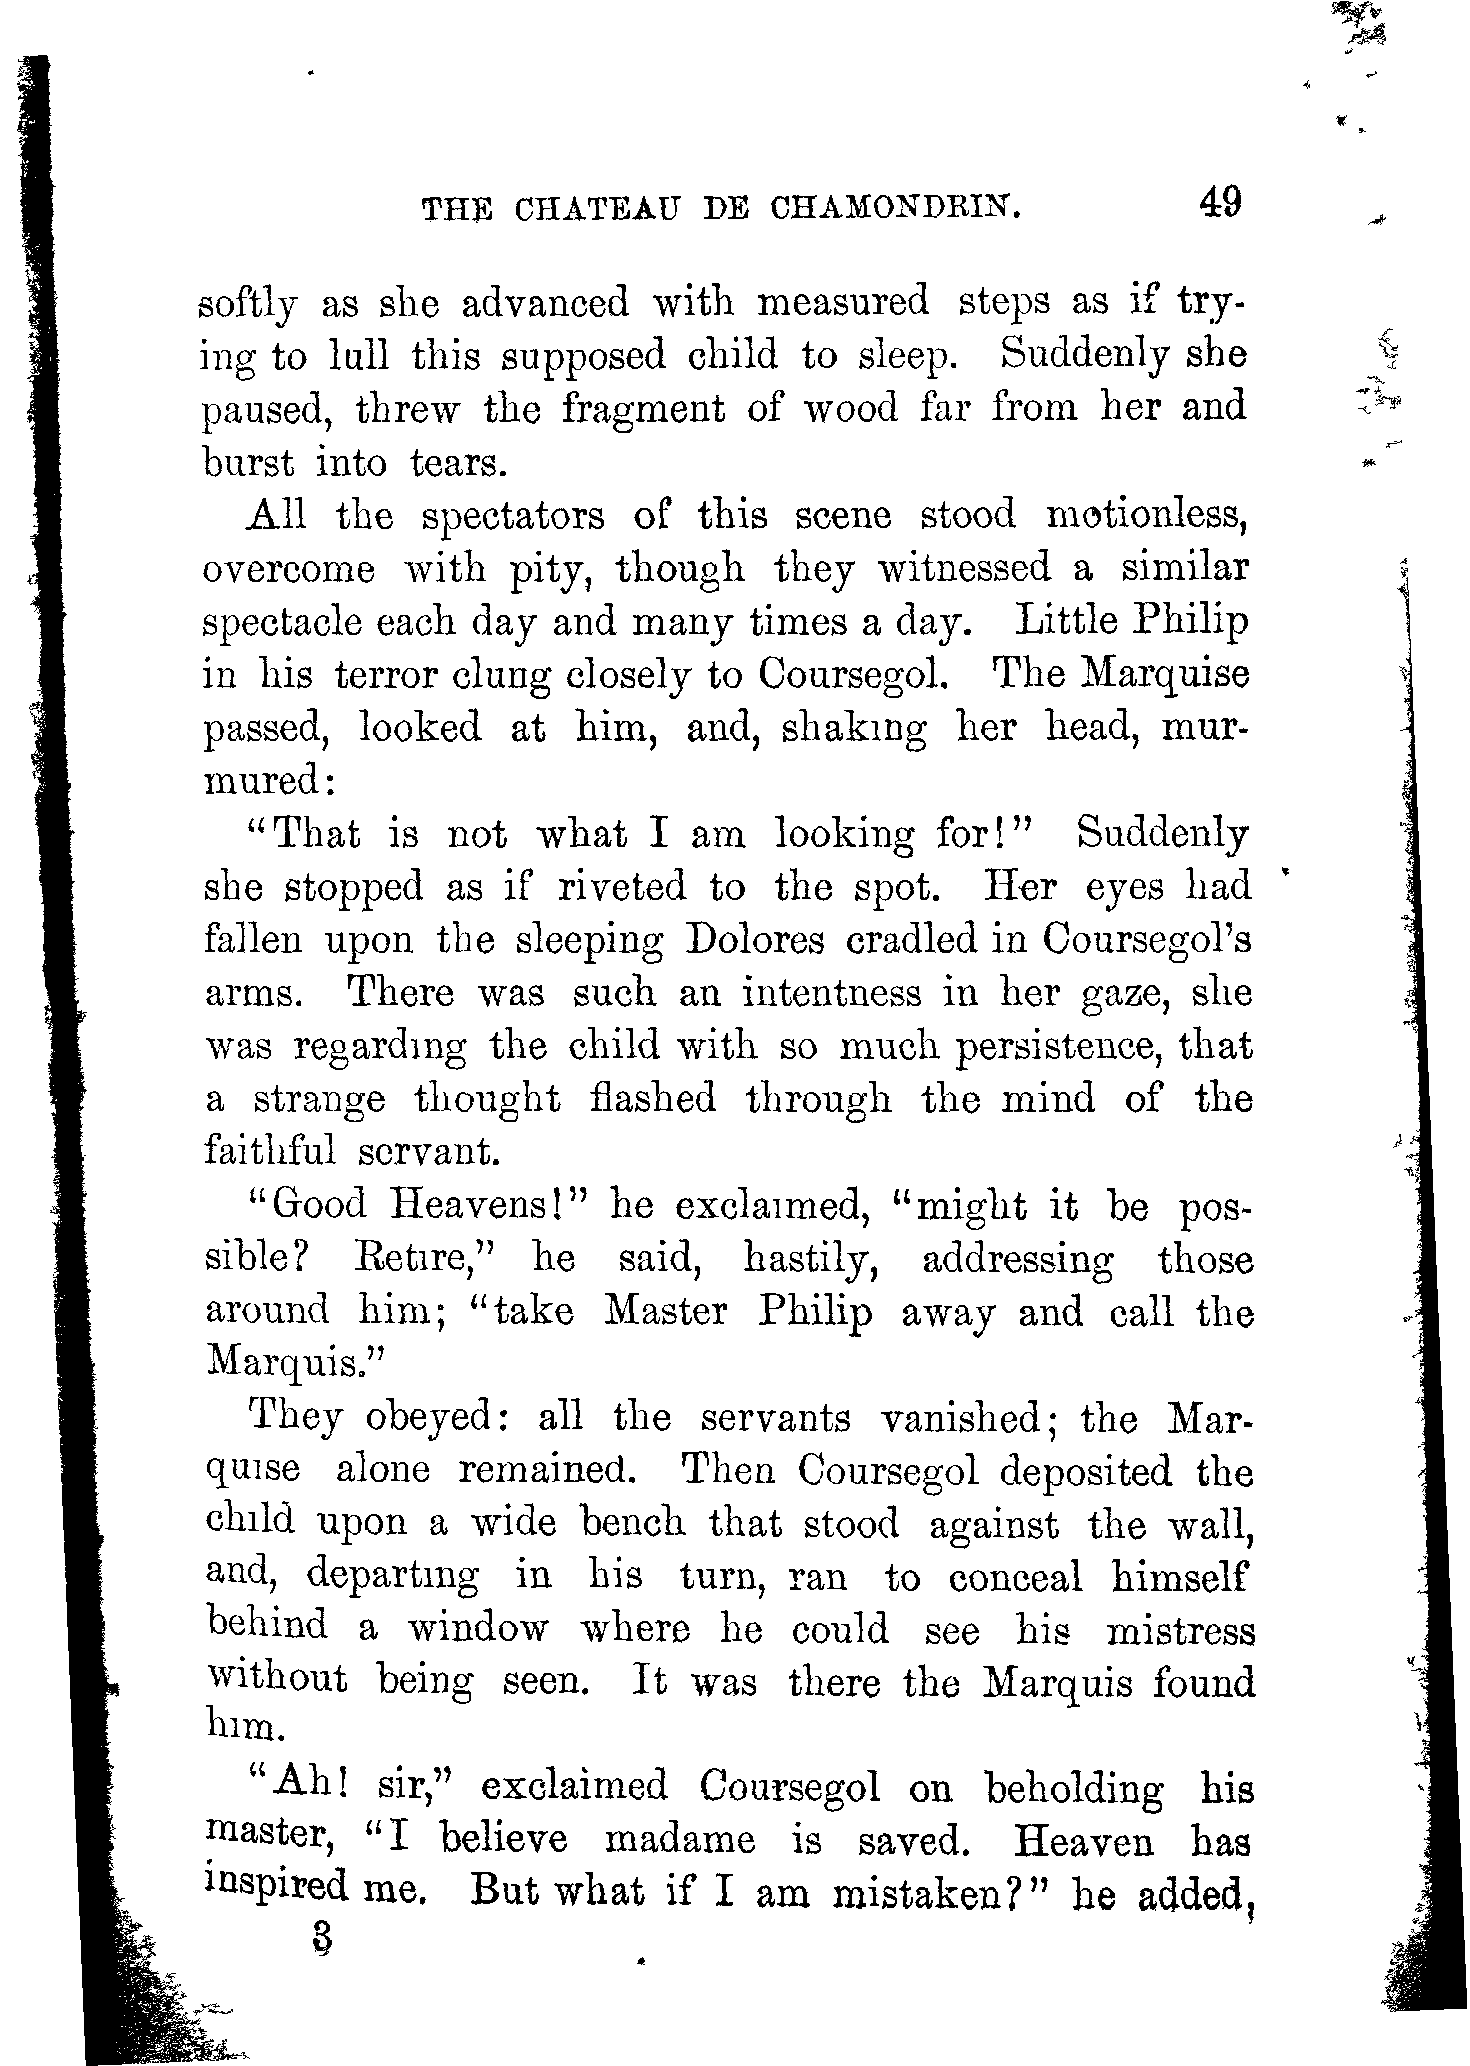 THE CHATEAU DE CHAMONDRIN. 49
softly as she advanced with measured steps as if try-
ing to lull this supposed child to sleep. Suddenly she
paused, threw the fragment of wood far from her and
burst into tears.
All the spectators of this scene stood motionless,
overcome with pity, though they witnessed a similar
spectacle each day and many times a day. Little Philip
in his terror clung closely to Coursegol. The Marquise
passed, looked at him, and, shaking her head, mur-
mured:
"That is not what I am looking for!" Suddenly
she stopped as if riveted to the spot. Her eyes had
fallen upon the sleeping Dolores cradled in Coursegol's
arms. There was such an intentness in her gaze, she
was regarding the child with so much persistence, that
a strange thought flashed through the mind of the
faithful servant.
"Good Heavens!" he exclaimed, "might it be pos-
sible? Retire," he said, hastily, addressing those
around him; "take Master Philip away and call the
Marquis."
They obeyed: all the servants vanished; the Mar-
quise alone remained. Then Coursegol deposited the
child upon a wide bench that stood against the wall,
and, departing in his turn, ran to conceal himself
behind a window where he could see his mistress
without being seen. It was there the Marquis found
him.
"Ah! sir," exclaimed Coursegol on beholding his
master, "I believe madame is saved. Heaven has
inspired me. But what if I am mistaken?" he added,
3